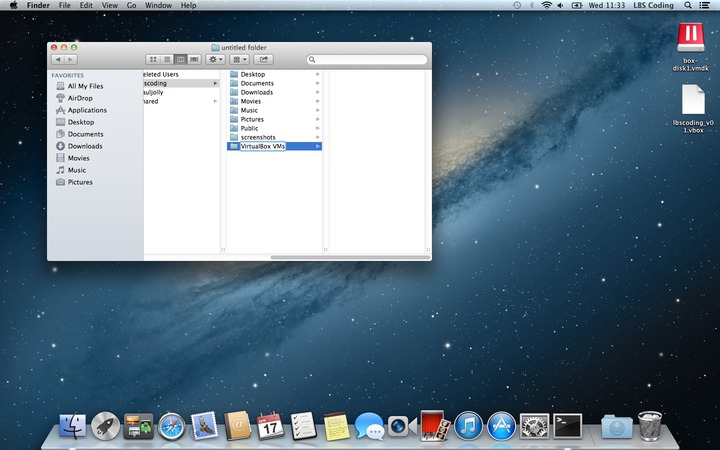 Finder File Edit View Go Window Help Wed 11:33 LBS Coding
untitled folder
FAVORITES
All My Files
AirDrop
Applications
Desktop
Documents
Downloads
Movies
Music
Pictures
eleted Users
scoding
auljolly
hared
Desktop
Documents
Downloads
Movies
Music
Pictures
Public
screenshots
VirtualBox VMs
box-
disk1.vmdk
lbscoding_v0
1.vbox
17